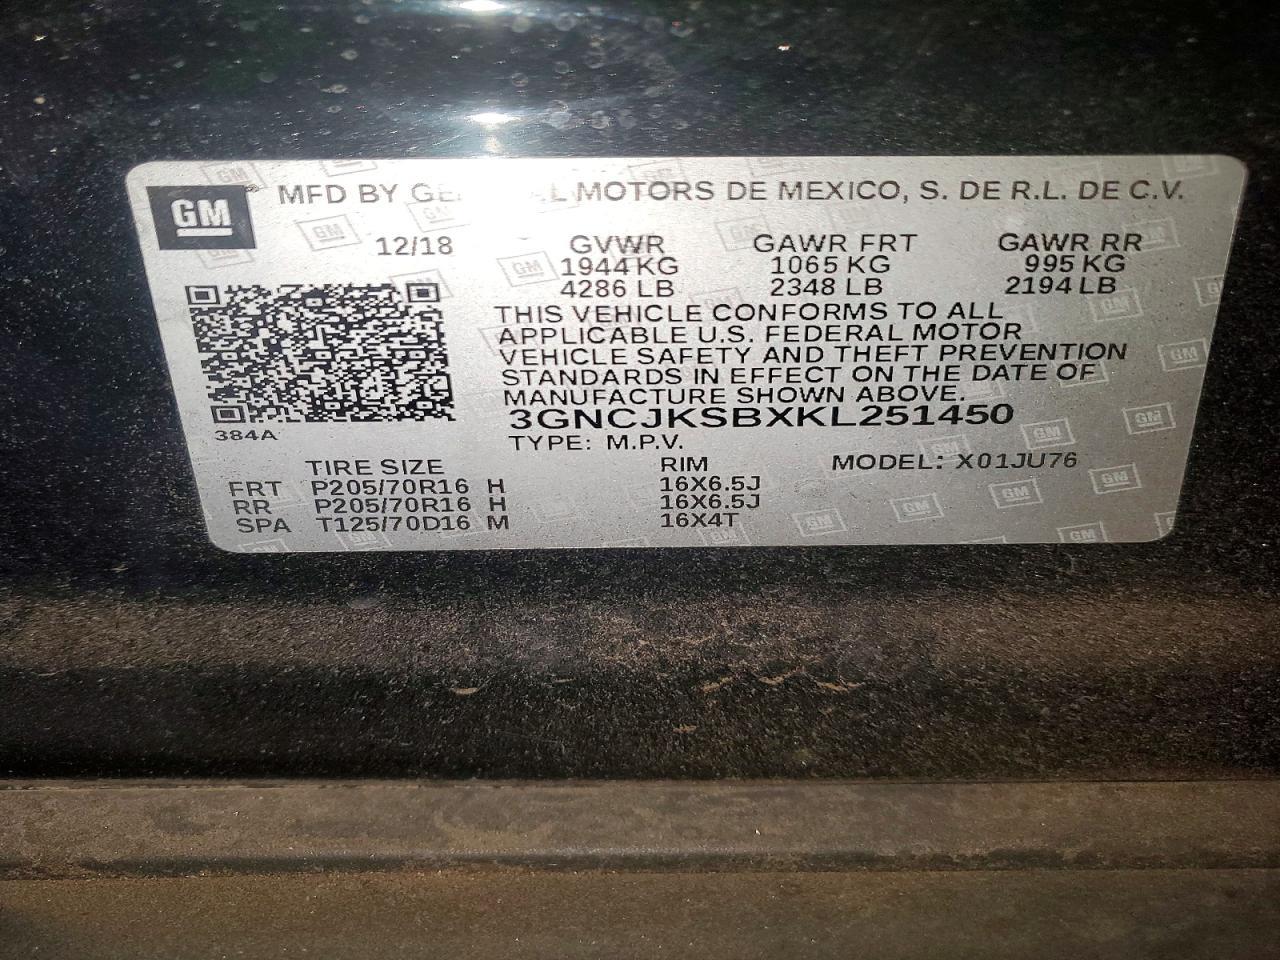 GM
MFD BY GE L MOTORS DE MEXICO, S. DE R.L. DE C.V.
12/18 GVWR GAWR FRT GAWR RR
1944 KG 1065 KG 995 KG
4286 LB 2348 LB 2194 LB
THIS VEHICLE CONFORMS TO ALL
APPLICABLE U.S. FEDERAL MOTOR
VEHICLE SAFETY AND THEFT PREVENTION
STANDARDS IN EFFECT ON THE DATE OF
MANUFACTURE SHOWN ABOVE.
3GNCJKSBXKL251450
384A
TYPE: M.P.V.
TIRE SIZE RIM MODEL: X01JU76
FRT P205/70R16 H 16X6.5J
RR P205/70R16 H 16X6.5J
SPA T125/70D16 M 16X4T